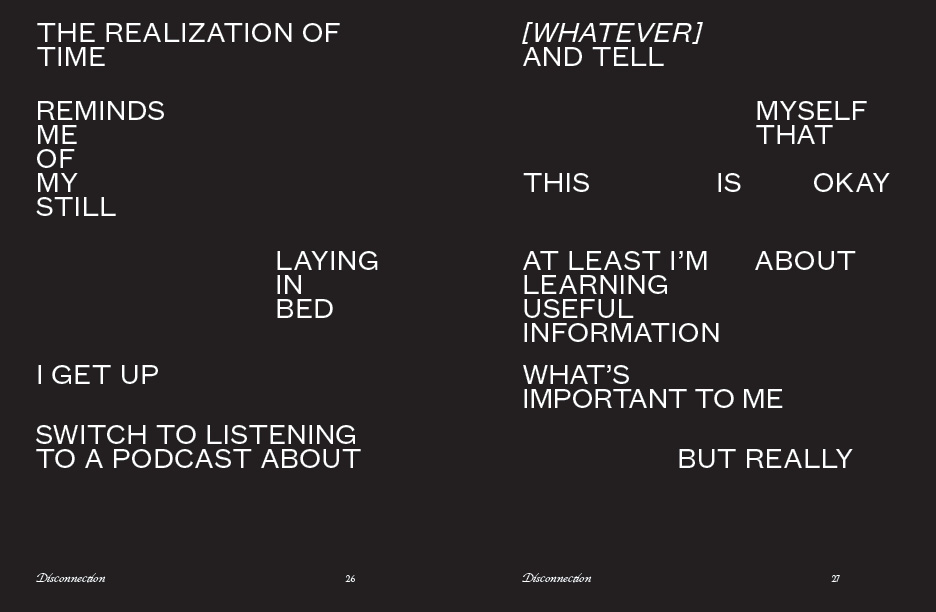 THE REALIZATION OF
TIME
REMINDS
ME
OF
MY
STILL
LAYING
IN
BED
I GET UP
SWITCH TO LISTENING
TO A PODCAST ABOUT
Disconnection 26
[WHATEVER]
AND TELL
MYSELF
THAT
THIS IS OKAY
AT LEAST I’M ABOUT
LEARNING
USEFUL
INFORMATION
WHAT’S
IMPORTANT TO ME
BUT REALLY
Disconnection 27